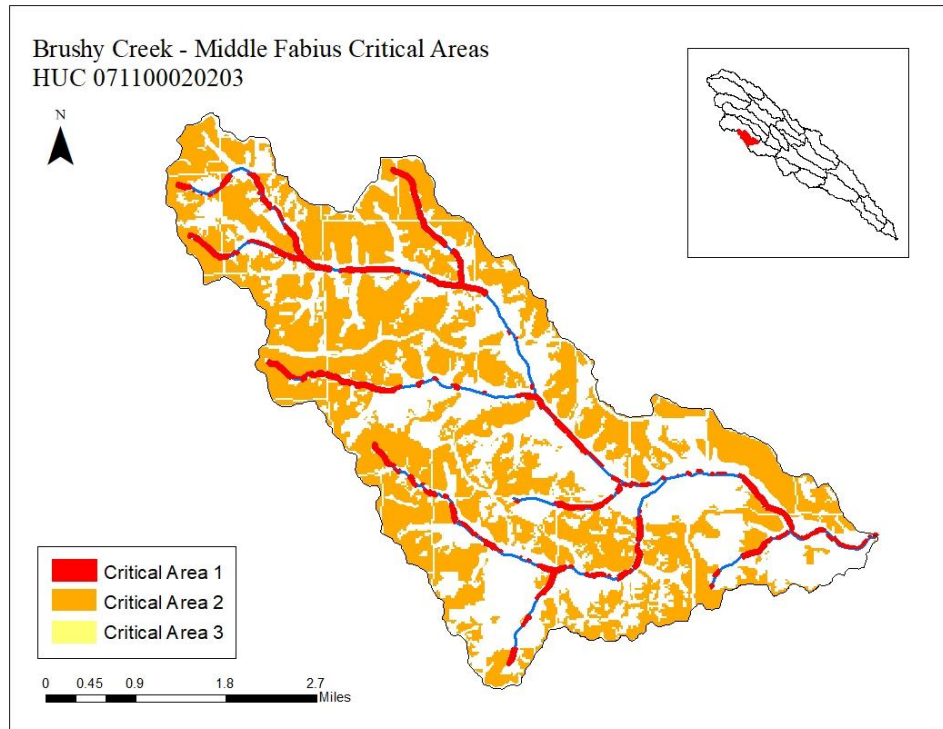 Brushy Creek - Middle Fabius Critical Areas
HUC 071100020203
N
Critical Area 1
Critical Area 2
Critical Area 3
0 0.45 0.9 1.8 2.7
Miles